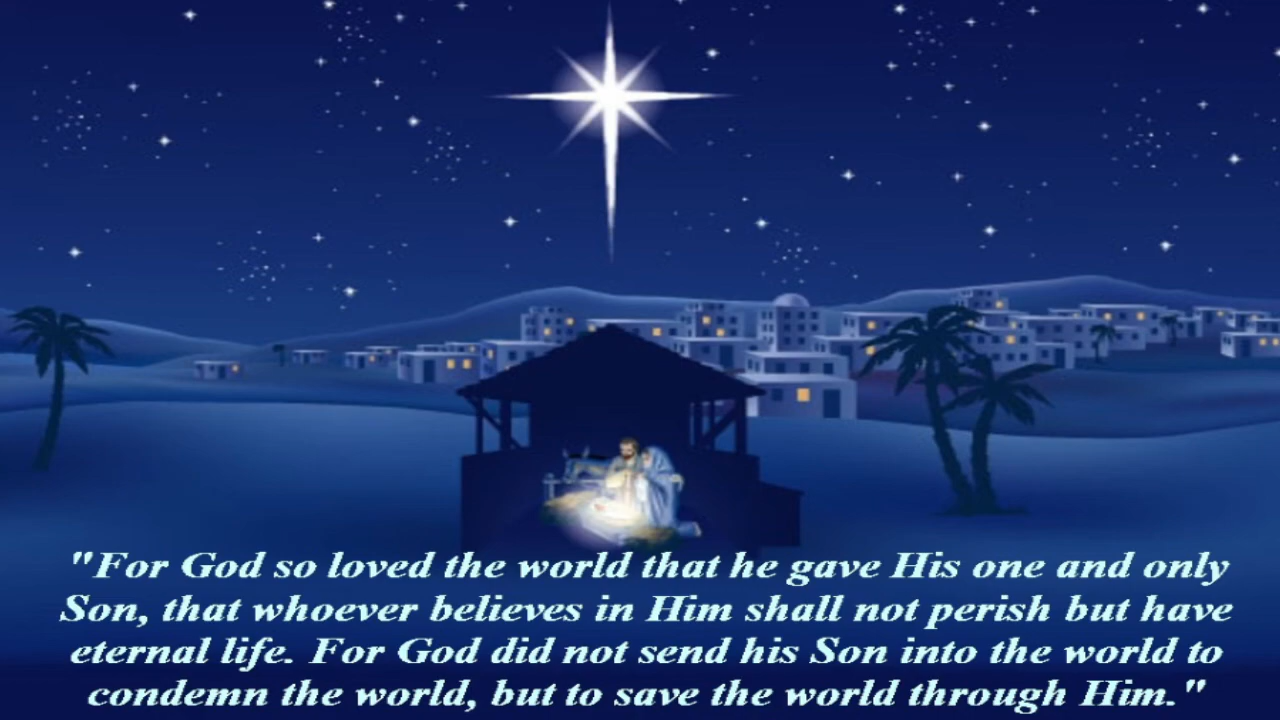 "For God so loved the world that he gave His one and only
Son, that whoever believes in Him shall not perish but have
eternal life. For God did not send his Son into the world to
condemn the world, but to save the world through Him."